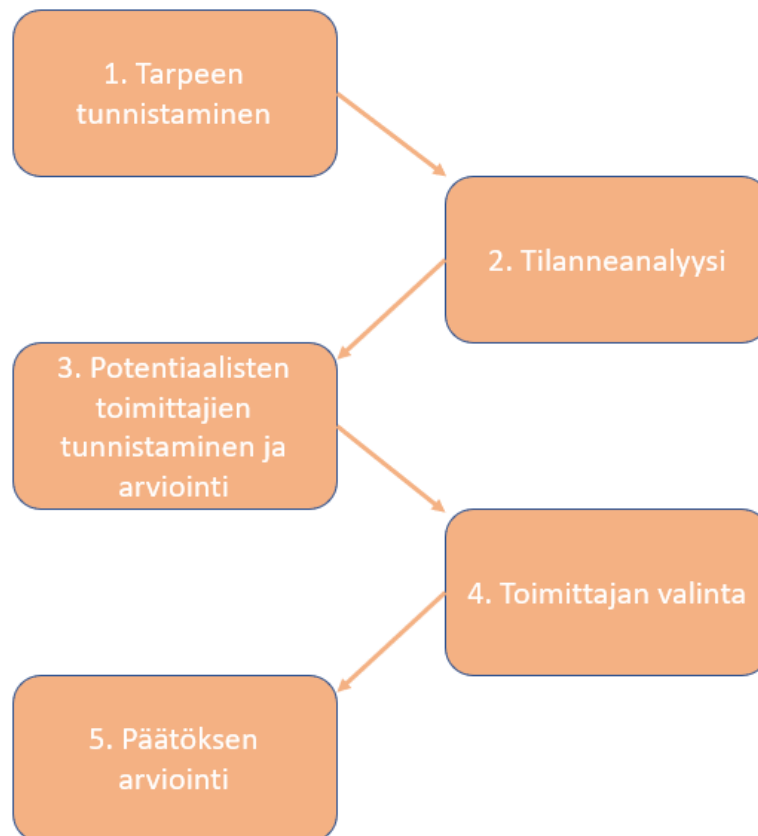 1. Tarpeen
tunnistaminen
2. Tilanneanalyysi
3. Potentiaalisten
toimittajien
tunnistaminen ja
arviointi
4. Toimittajan valinta
5. Päätöksen
arviointi